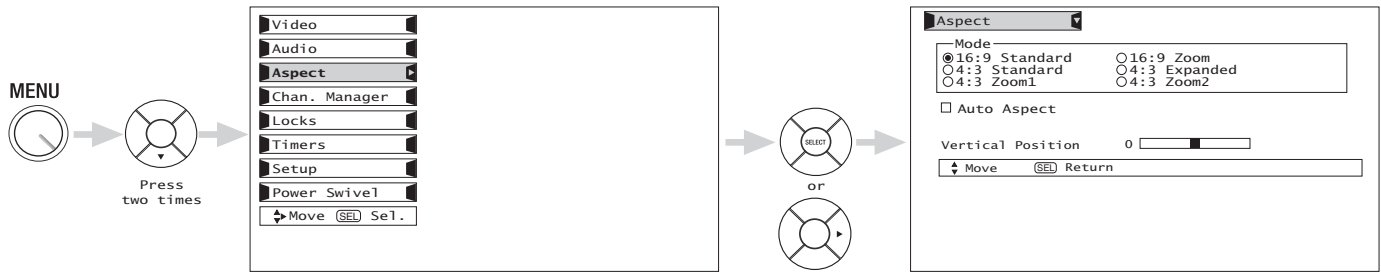 MENU
Press
two times
Video
Audio
Aspect
Chan. Manager
Locks
Timers
Setup
Power Swivel
Move SEL Sel.
SELECT
or
Aspect
Mode
16:9 Standard 16:9 Zoom
4:3 Standard 4:3 Expanded
4:3 Zoom1 4:3 Zoom2
Auto Aspect
Vertical Position 0
Move SEL Return